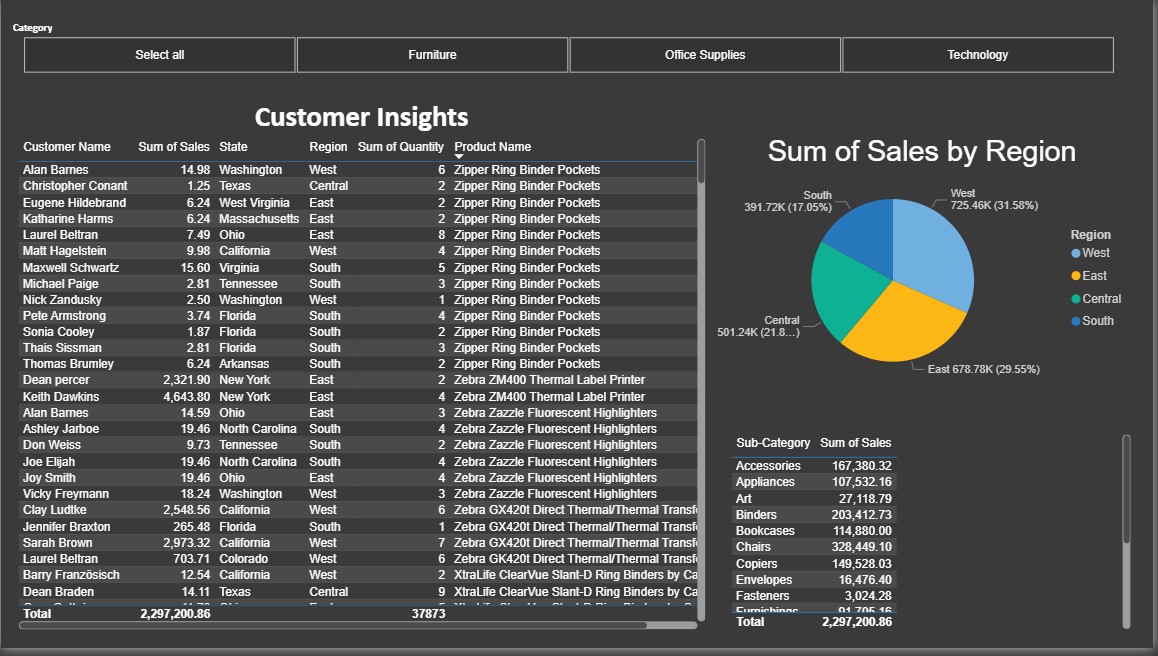 Category
Select all Furniture Office Supplies Technology
Customer Insights
Customer Name Sum of Sales State Region Sum of Quantity Product Name
Alan Barnes 14.98 Washington West 6 Zipper Ring Binder Pockets
Christopher Conant 1.25 Texas Central 2 Zipper Ring Binder Pockets
Eugene Hildebrand 6.24 West Virginia East 2 Zipper Ring Binder Pockets
Katharine Harms 6.24 Massachusetts East 2 Zipper Ring Binder Pockets
Laurel Beltran 7.49 Ohio East 8 Zipper Ring Binder Pockets
Matt Hagelstein 9.98 California West 4 Zipper Ring Binder Pockets
Maxwell Schwartz 15.60 Virginia South 5 Zipper Ring Binder Pockets
Michael Paige 2.81 Tennessee South 3 Zipper Ring Binder Pockets
Nick Zandusky 2.50 Washington West 1 Zipper Ring Binder Pockets
Pete Armstrong 3.74 Florida South 4 Zipper Ring Binder Pockets
Sonia Cooley 1.87 Florida South 2 Zipper Ring Binder Pockets
Thais Sissman 2.81 Florida South 3 Zipper Ring Binder Pockets
Thomas Brumley 6.24 Arkansas South 2 Zipper Ring Binder Pockets
Dean percer 2,321.90 New York East 2 Zebra ZM400 Thermal Label Printer
Keith Dawkins 4,643.80 New York East 4 Zebra ZM400 Thermal Label Printer
Alan Barnes 14.59 Ohio East 3 Zebra Zazzle Fluorescent Highlighters
Ashley Jarboe 19.46 North Carolina South 4 Zebra Zazzle Fluorescent Highlighters
Don Weiss 9.73 Tennessee South 2 Zebra Zazzle Fluorescent Highlighters
Joe Elijah 19.46 North Carolina South 4 Zebra Zazzle Fluorescent Highlighters
Joy Smith 19.46 Ohio East 4 Zebra Zazzle Fluorescent Highlighters
Vicky Freymann 18.24 Washington West 3 Zebra Zazzle Fluorescent Highlighters
Clay Ludtke 2,548.56 California West 6 Zebra GX420t Direct Thermal/Thermal Transf
Jennifer Braxton 265.48 Florida South 1 Zebra GX420t Direct Thermal/Thermal Transf
Sarah Brown 2,973.32 California West 7 Zebra GX420t Direct Thermal/Thermal Transf
Laurel Beltran 703.71 Colorado West 6 Zebra GK420t Direct Thermal/Thermal Transf
Barry Französisch 12.54 California West 2 XtraLife ClearVue Slant-D Ring Binders by Ca
Dean Braden 14.11 Texas Central 9 XtraLife ClearVue Slant-D Ring Binders by Ca
Total 2,297,200.86 37873
Sum of Sales by Region
South
391.72K (17.05%)
West
725.46K (31.58%)
Central
501.24K (21.8...)
East 678.78K (29.55%)
Region
West
East
Central
South
Sub-Category Sum of Sales
Accessories 167,380.32
Appliances 107,532.16
Art 27,118.79
Binders 203,412.73
Bookcases 114,880.00
Chairs 328,449.10
Copiers 149,528.03
Envelopes 16,476.40
Fasteners 3,024.28
Furnishings 91,705.16
Total 2,297,200.86